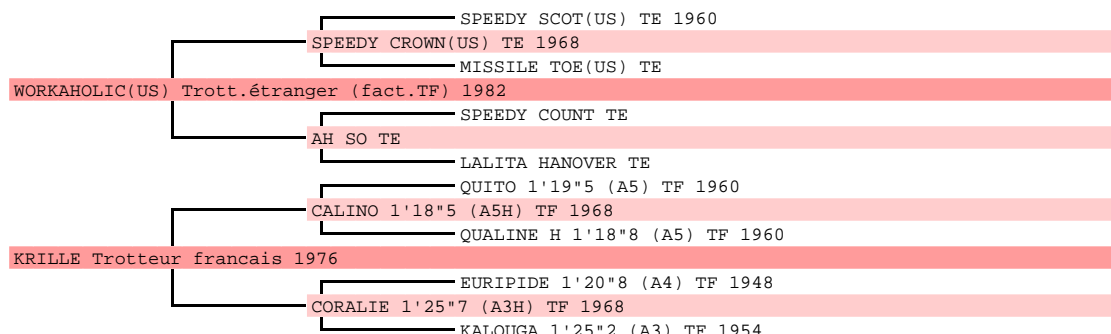 SPEEDY SCOT(US) TE 1960
SPEEDY CROWN(US) TE 1968
MISSILE TOE(US) TE
WORKAHOLIC(US) Trott.étranger (fact.TF) 1982
SPEEDY COUNT TE
AH SO TE
LALITA HANOVER TE
QUITO 1'19"5 (A5) TF 1960
CALINO 1'18"5 (A5H) TF 1968
QUALINE H 1'18"8 (A5) TF 1960
KRILLE Trotteur francais 1976
EURIPIDE 1'20"8 (A4) TF 1948
CORALIE 1'25"7 (A3H) TF 1968
KALOUGA 1'25"2 (A3) TF 1954